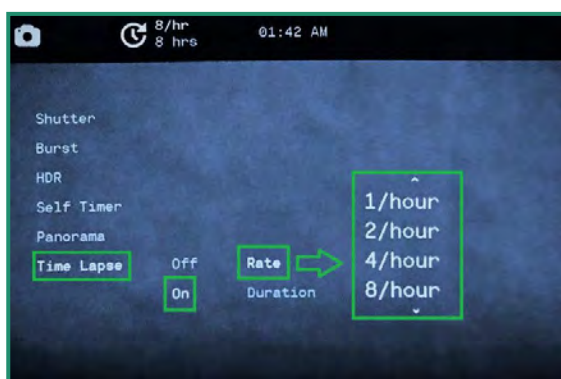 8/hr
8 hrs
01:42 AM
Shutter
Burst
HDR
Self Timer
Panorama
Time Lapse
Off
On
Rate
Duration
1/hour
2/hour
4/hour
8/hour